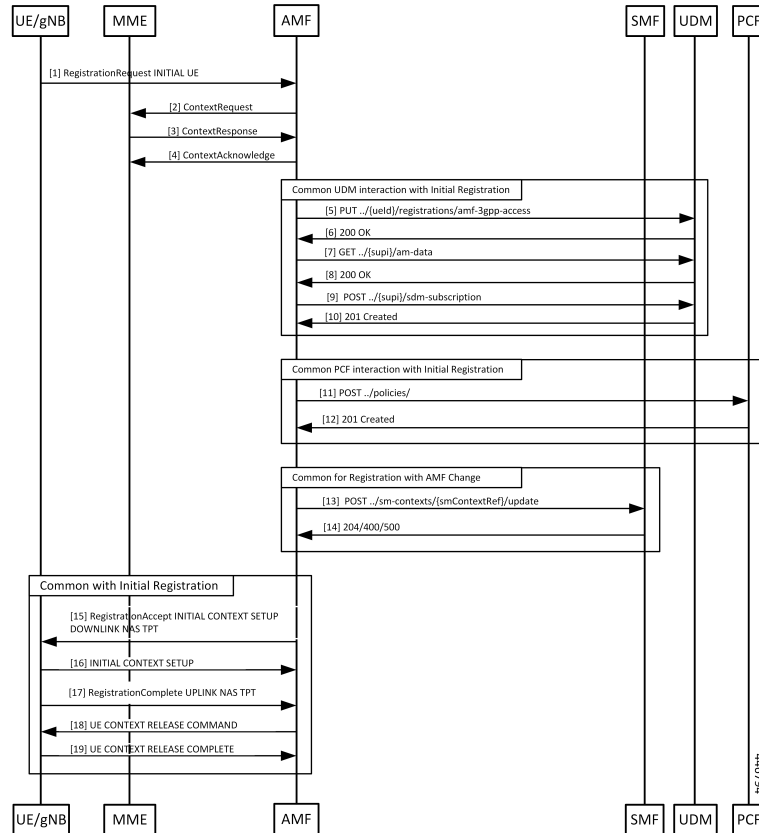 UE/gNB MME AMF SMF UDM PCF
[1] RegistrationRequest INITIAL UE
[2] ContextRequest
[3] ContextResponse
[4] ContextAcknowledge
Common UDM interaction with Initial Registration
[5] PUT ../{ueId}/registrations/amf-3gpp-access
[6] 200 OK
[7] GET ../{supi}/am-data
[8] 200 OK
[9] POST ../{supi}/sdm-subscription
[10] 201 Created
Common PCF interaction with Initial Registration
[11] POST ../policies/
[12] 201 Created
Common for Registration with AMF Change
[13] POST ../sm-contexts/{smContextRef}/update
[14] 204/400/500
Common with Initial Registration
[15] RegistrationAccept INITIAL CONTEXT SETUP
DOWNLINK NAS TPT
[16] INITIAL CONTEXT SETUP
[17] RegistrationComplete UPLINK NAS TPT
[18] UE CONTEXT RELEASE COMMAND
[19] UE CONTEXT RELEASE COMPLETE
UE/gNB MME AMF SMF UDM PCF